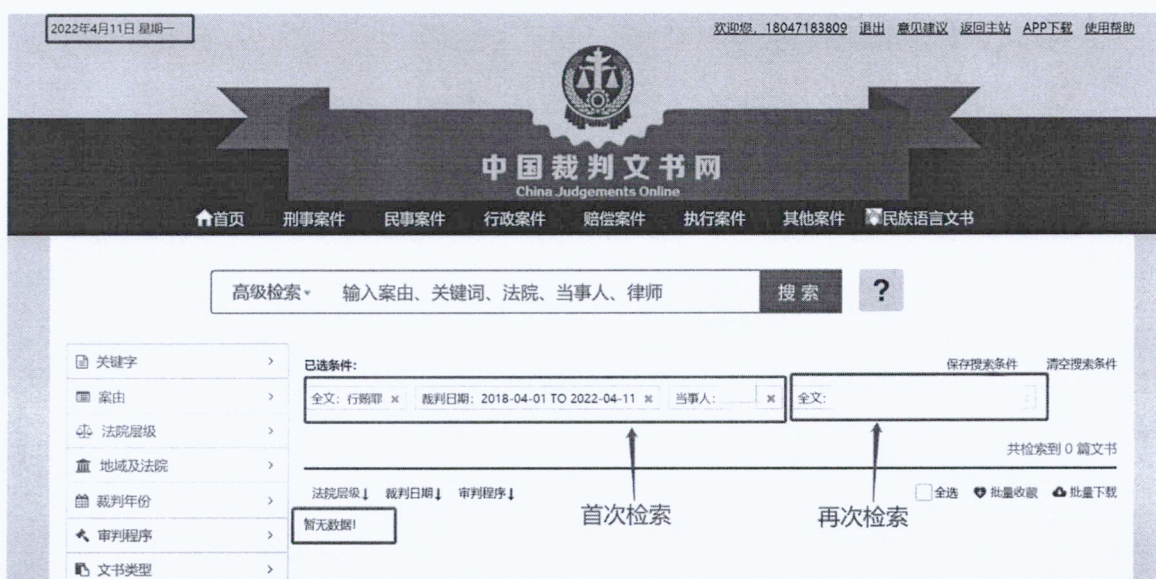 2022年4月11日 星期一
欢迎您，18047183809 退出 意见建议 返回主站 APP下载 使用帮助
中国裁判文书网
China Judgements Online
首页 刑事案件 民事案件 行政案件 赔偿案件 执行案件 其他案件 民族语言文书
高级检索 输入案由、关键词、法院、当事人、律师 搜索 ?
关键字
案由
法院层级
地域及法院
裁判年份
审判程序
文书类型
已选条件: 保存搜索条件 清空搜索条件
全文: 行贿罪 × 裁判日期: 2018-04-01 TO 2022-04-11 × 当事人: × 全文:
共检索到 0 篇文书
法院层级↓ 裁判日期↓ 审判程序↓ 全选 批量收藏 批量下载
首次检索 再次检索
暂无数据!